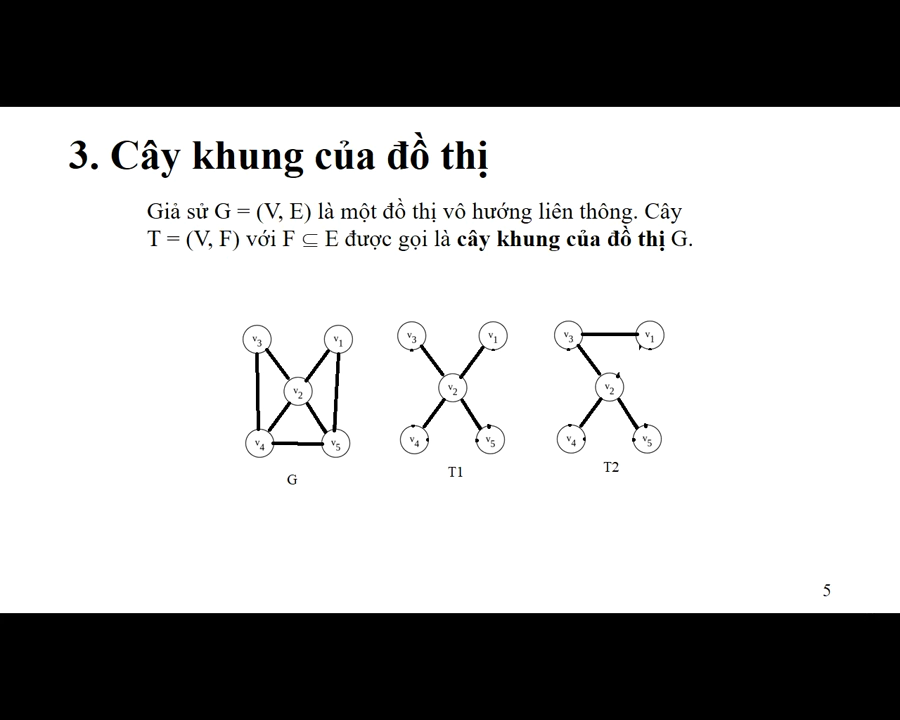 3. Cây khung của đồ thị
Giả sử G = (V, E) là một đồ thị vô hướng liên thông. Cây
T = (V, F) với F ⊆ E được gọi là cây khung của đồ thị G.
v3 v1 v3 v1 v3 v1
v2 v2 v2
v4 v5 v4 v5 v4 v5
G T1 T2
5